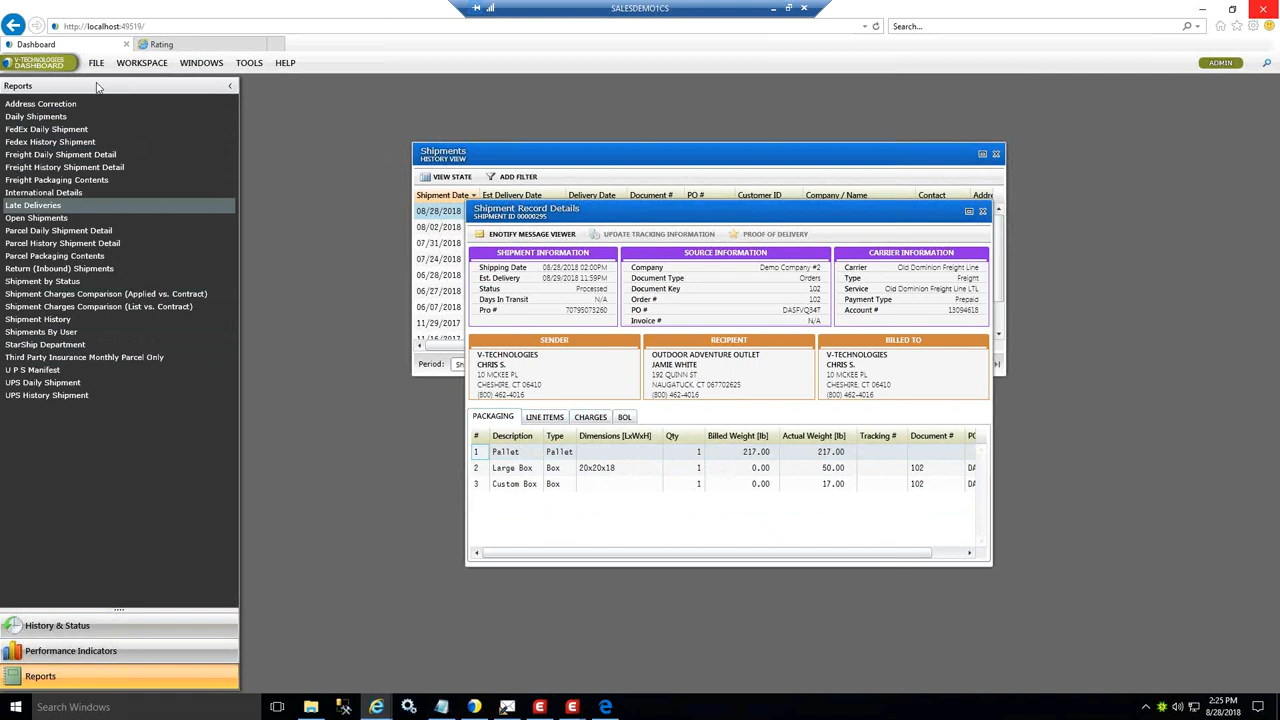 SALESDEMO1CS
http://localhost:49519/
Search...
Dashboard
Rating
V-TECHNOLOGIES
DASHBOARD
FILE WORKSPACE WINDOWS TOOLS HELP
ADMIN
Reports
Address Correction
Daily Shipments
FedEx Daily Shipment
Fedex History Shipment
Freight Daily Shipment Detail
Freight History Shipment Detail
Freight Packaging Contents
International Details
Late Deliveries
Open Shipments
Parcel Daily Shipment Detail
Parcel History Shipment Detail
Parcel Packaging Contents
Return (Inbound) Shipments
Shipment by Status
Shipment Charges Comparison (Applied vs. Contract)
Shipment Charges Comparison (List vs. Contract)
Shipment History
Shipments By User
StarShip Department
Third Party Insurance Monthly Parcel Only
U P S Manifest
UPS Daily Shipment
UPS History Shipment
History & Status
Performance Indicators
Reports
Shipments
HISTORY VIEW
VIEW STATE ADD FILTER
Shipment Date Est Delivery Date Delivery Date Document # PO # Customer ID Company / Name Contact
08/28/2018
08/02/2018
07/31/2018
07/24/2018
06/28/2018
06/28/2018
06/07/2018
11/29/2017
11/16/2017
Period:
Shipment Record Details
SHIPMENT ID 00000295
ENOTIFY MESSAGE VIEWER UPDATE TRACKING INFORMATION PROOF OF DELIVERY
SHIPMENT INFORMATION
Shipping Date 08/28/2018 02:00PM
Est. Delivery 08/29/2018 11:59PM
Status Processed
Days In Transit N/A
Pro # 70795073260
SOURCE INFORMATION
Company Demo Company #2
Document Type Orders
Document Key 102
Order # 102
PO # DASFVQ34T
Invoice # N/A
CARRIER INFORMATION
Carrier Old Dominion Freight Line
Type Freight
Service Old Dominion Freight Line LTL
Payment Type Prepaid
Account # 13094618
SENDER
V-TECHNOLOGIES
CHRIS S.
10 MCKEE PL
CHESHIRE, CT 06410
(800) 462-4016
RECIPIENT
OUTDOOR ADVENTURE OUTLET
JAMIE WHITE
192 QUINN ST
NAUGATUCK, CT 067702625
(800) 462-4016
BILLED TO
V-TECHNOLOGIES
CHRIS S.
10 MCKEE PL
CHESHIRE, CT 06410
(800) 462-4016
PACKAGING LINE ITEMS CHARGES BOL
# Description Type Dimensions [LxWxH] Qty Billed Weight [lb] Actual Weight [lb] Tracking # Document #
1 Pallet Pallet 1 217.00 217.00
2 Large Box Box 20x20x18 1 0.00 50.00 102
3 Custom Box Box 1 0.00 17.00 102
Search Windows
2:25 PM
8/28/2018